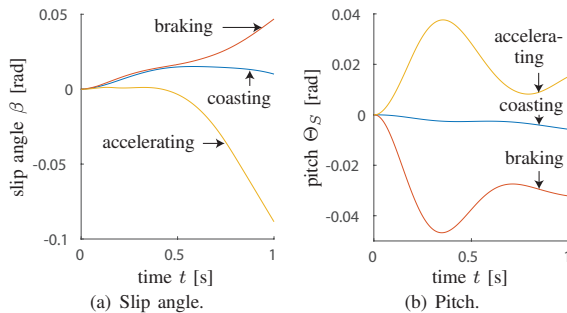 slip angle β [rad]
0.05
0
-0.05
-0.1
braking
coasting
accelerating
0
0.5
1
time t [s]
(a) Slip angle.
pitch Θ_S [rad]
0.04
0.02
0
-0.02
-0.04
accelera-
ting
coasting
braking
0
0.5
1
time t [s]
(b) Pitch.